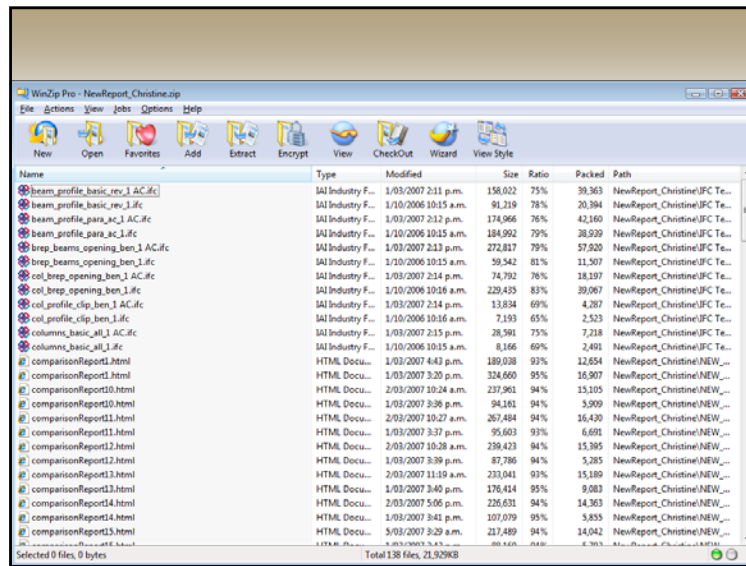 WinZip Pro - NewReport_Christine.zip
File Actions View Jobs Options Help
New Open Favorites Add Extract Encrypt View CheckOut Wizard View Style
Name Type Modified Size Ratio Packed Path
beam_profile_basic_rev_1 AC.ifc IAI Industry F... 1/03/2007 2:11 p.m. 158,022 75% 39,363 NewReport_Christine\IFC Te...
beam_profile_basic_rev_1.ifc IAI Industry F... 1/10/2006 10:15 a.m. 91,219 78% 20,394 NewReport_Christine\IFC Te...
beam_profile_para_ac_1 AC.ifc IAI Industry F... 1/03/2007 2:12 p.m. 174,966 76% 42,160 NewReport_Christine\IFC Te...
beam_profile_para_ac_1.ifc IAI Industry F... 1/10/2006 10:15 a.m. 184,992 79% 38,939 NewReport_Christine\IFC Te...
brep_beams_opening_ben_1 AC.ifc IAI Industry F... 1/03/2007 2:13 p.m. 272,817 79% 57,920 NewReport_Christine\IFC Te...
brep_beams_opening_ben_1.ifc IAI Industry F... 1/10/2006 10:15 a.m. 59,542 81% 11,507 NewReport_Christine\IFC Te...
col_brep_opening_ben_1 AC.ifc IAI Industry F... 1/03/2007 2:14 p.m. 74,792 76% 18,197 NewReport_Christine\IFC Te...
col_brep_opening_ben_1.ifc IAI Industry F... 1/10/2006 10:16 a.m. 229,435 83% 39,067 NewReport_Christine\IFC Te...
col_profile_clip_ben_1 AC.ifc IAI Industry F... 1/03/2007 2:14 p.m. 13,834 69% 4,287 NewReport_Christine\IFC Te...
col_profile_clip_ben_1.ifc IAI Industry F... 1/10/2006 10:16 a.m. 7,193 65% 2,523 NewReport_Christine\IFC Te...
columns_basic_all_1 AC.ifc IAI Industry F... 1/03/2007 2:15 p.m. 28,591 75% 7,218 NewReport_Christine\IFC Te...
columns_basic_all_1.ifc IAI Industry F... 1/10/2006 10:15 a.m. 8,166 69% 2,491 NewReport_Christine\IFC Te...
comparisonReport1.html HTML Docu... 1/03/2007 4:43 p.m. 189,038 93% 12,654 NewReport_Christine\NEW_...
comparisonReport1.html HTML Docu... 1/03/2007 3:20 p.m. 324,660 95% 16,907 NewReport_Christine\NEW_...
comparisonReport10.html HTML Docu... 2/03/2007 10:24 a.m. 237,961 94% 15,105 NewReport_Christine\NEW_...
comparisonReport10.html HTML Docu... 1/03/2007 3:36 p.m. 94,161 94% 5,909 NewReport_Christine\NEW_...
comparisonReport11.html HTML Docu... 2/03/2007 10:27 a.m. 267,484 94% 16,430 NewReport_Christine\NEW_...
comparisonReport11.html HTML Docu... 1/03/2007 3:37 p.m. 95,603 93% 6,691 NewReport_Christine\NEW_...
comparisonReport12.html HTML Docu... 2/03/2007 10:28 a.m. 239,423 94% 15,395 NewReport_Christine\NEW_...
comparisonReport12.html HTML Docu... 1/03/2007 3:39 p.m. 87,786 94% 5,285 NewReport_Christine\NEW_...
comparisonReport13.html HTML Docu... 2/03/2007 11:19 a.m. 233,041 93% 15,189 NewReport_Christine\NEW_...
comparisonReport13.html HTML Docu... 1/03/2007 3:40 p.m. 176,414 95% 9,083 NewReport_Christine\NEW_...
comparisonReport14.html HTML Docu... 2/03/2007 5:06 p.m. 226,631 94% 14,363 NewReport_Christine\NEW_...
comparisonReport14.html HTML Docu... 1/03/2007 3:41 p.m. 107,079 95% 5,855 NewReport_Christine\NEW_...
comparisonReport15.html HTML Docu... 5/03/2007 3:29 a.m. 217,489 94% 14,042 NewReport_Christine\NEW_...
Selected 0 files, 0 bytes Total 138 files, 21,929KB